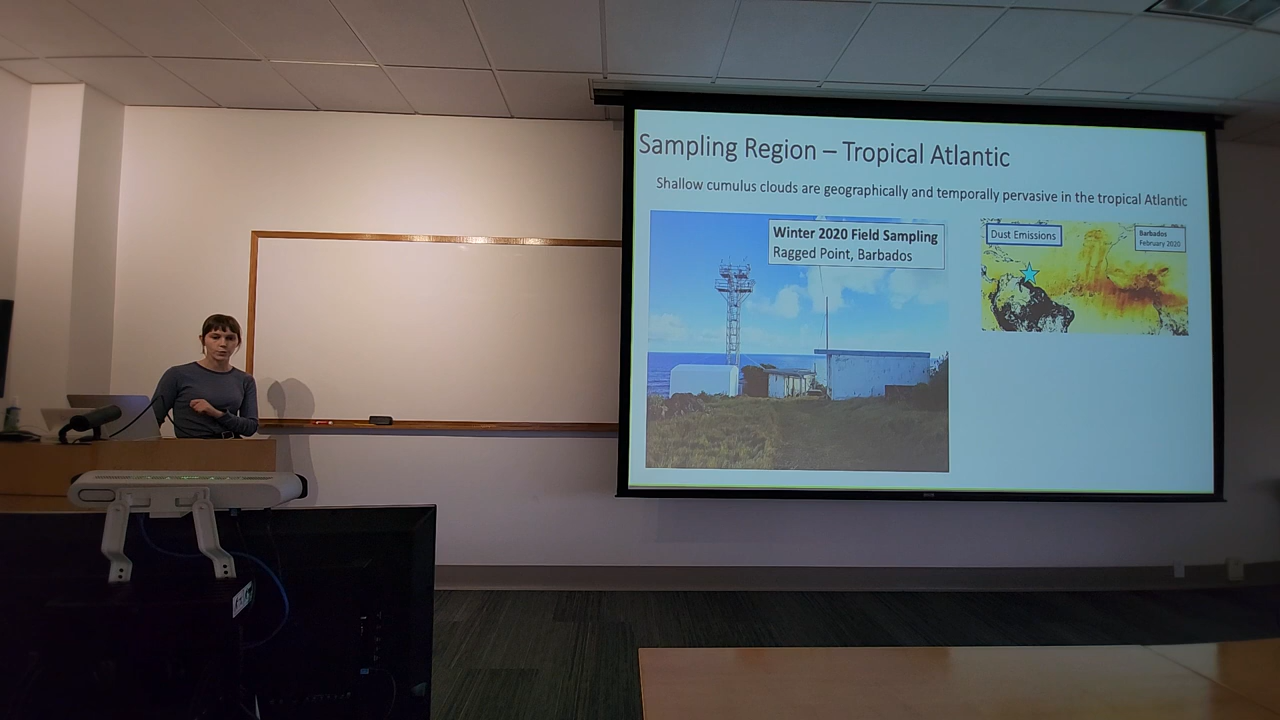 Sampling Region – Tropical Atlantic
Shallow cumulus clouds are geographically and temporally pervasive in the tropical Atlantic
Winter 2020 Field Sampling
Ragged Point, Barbados
Dust Emissions
Barbados
February 2020